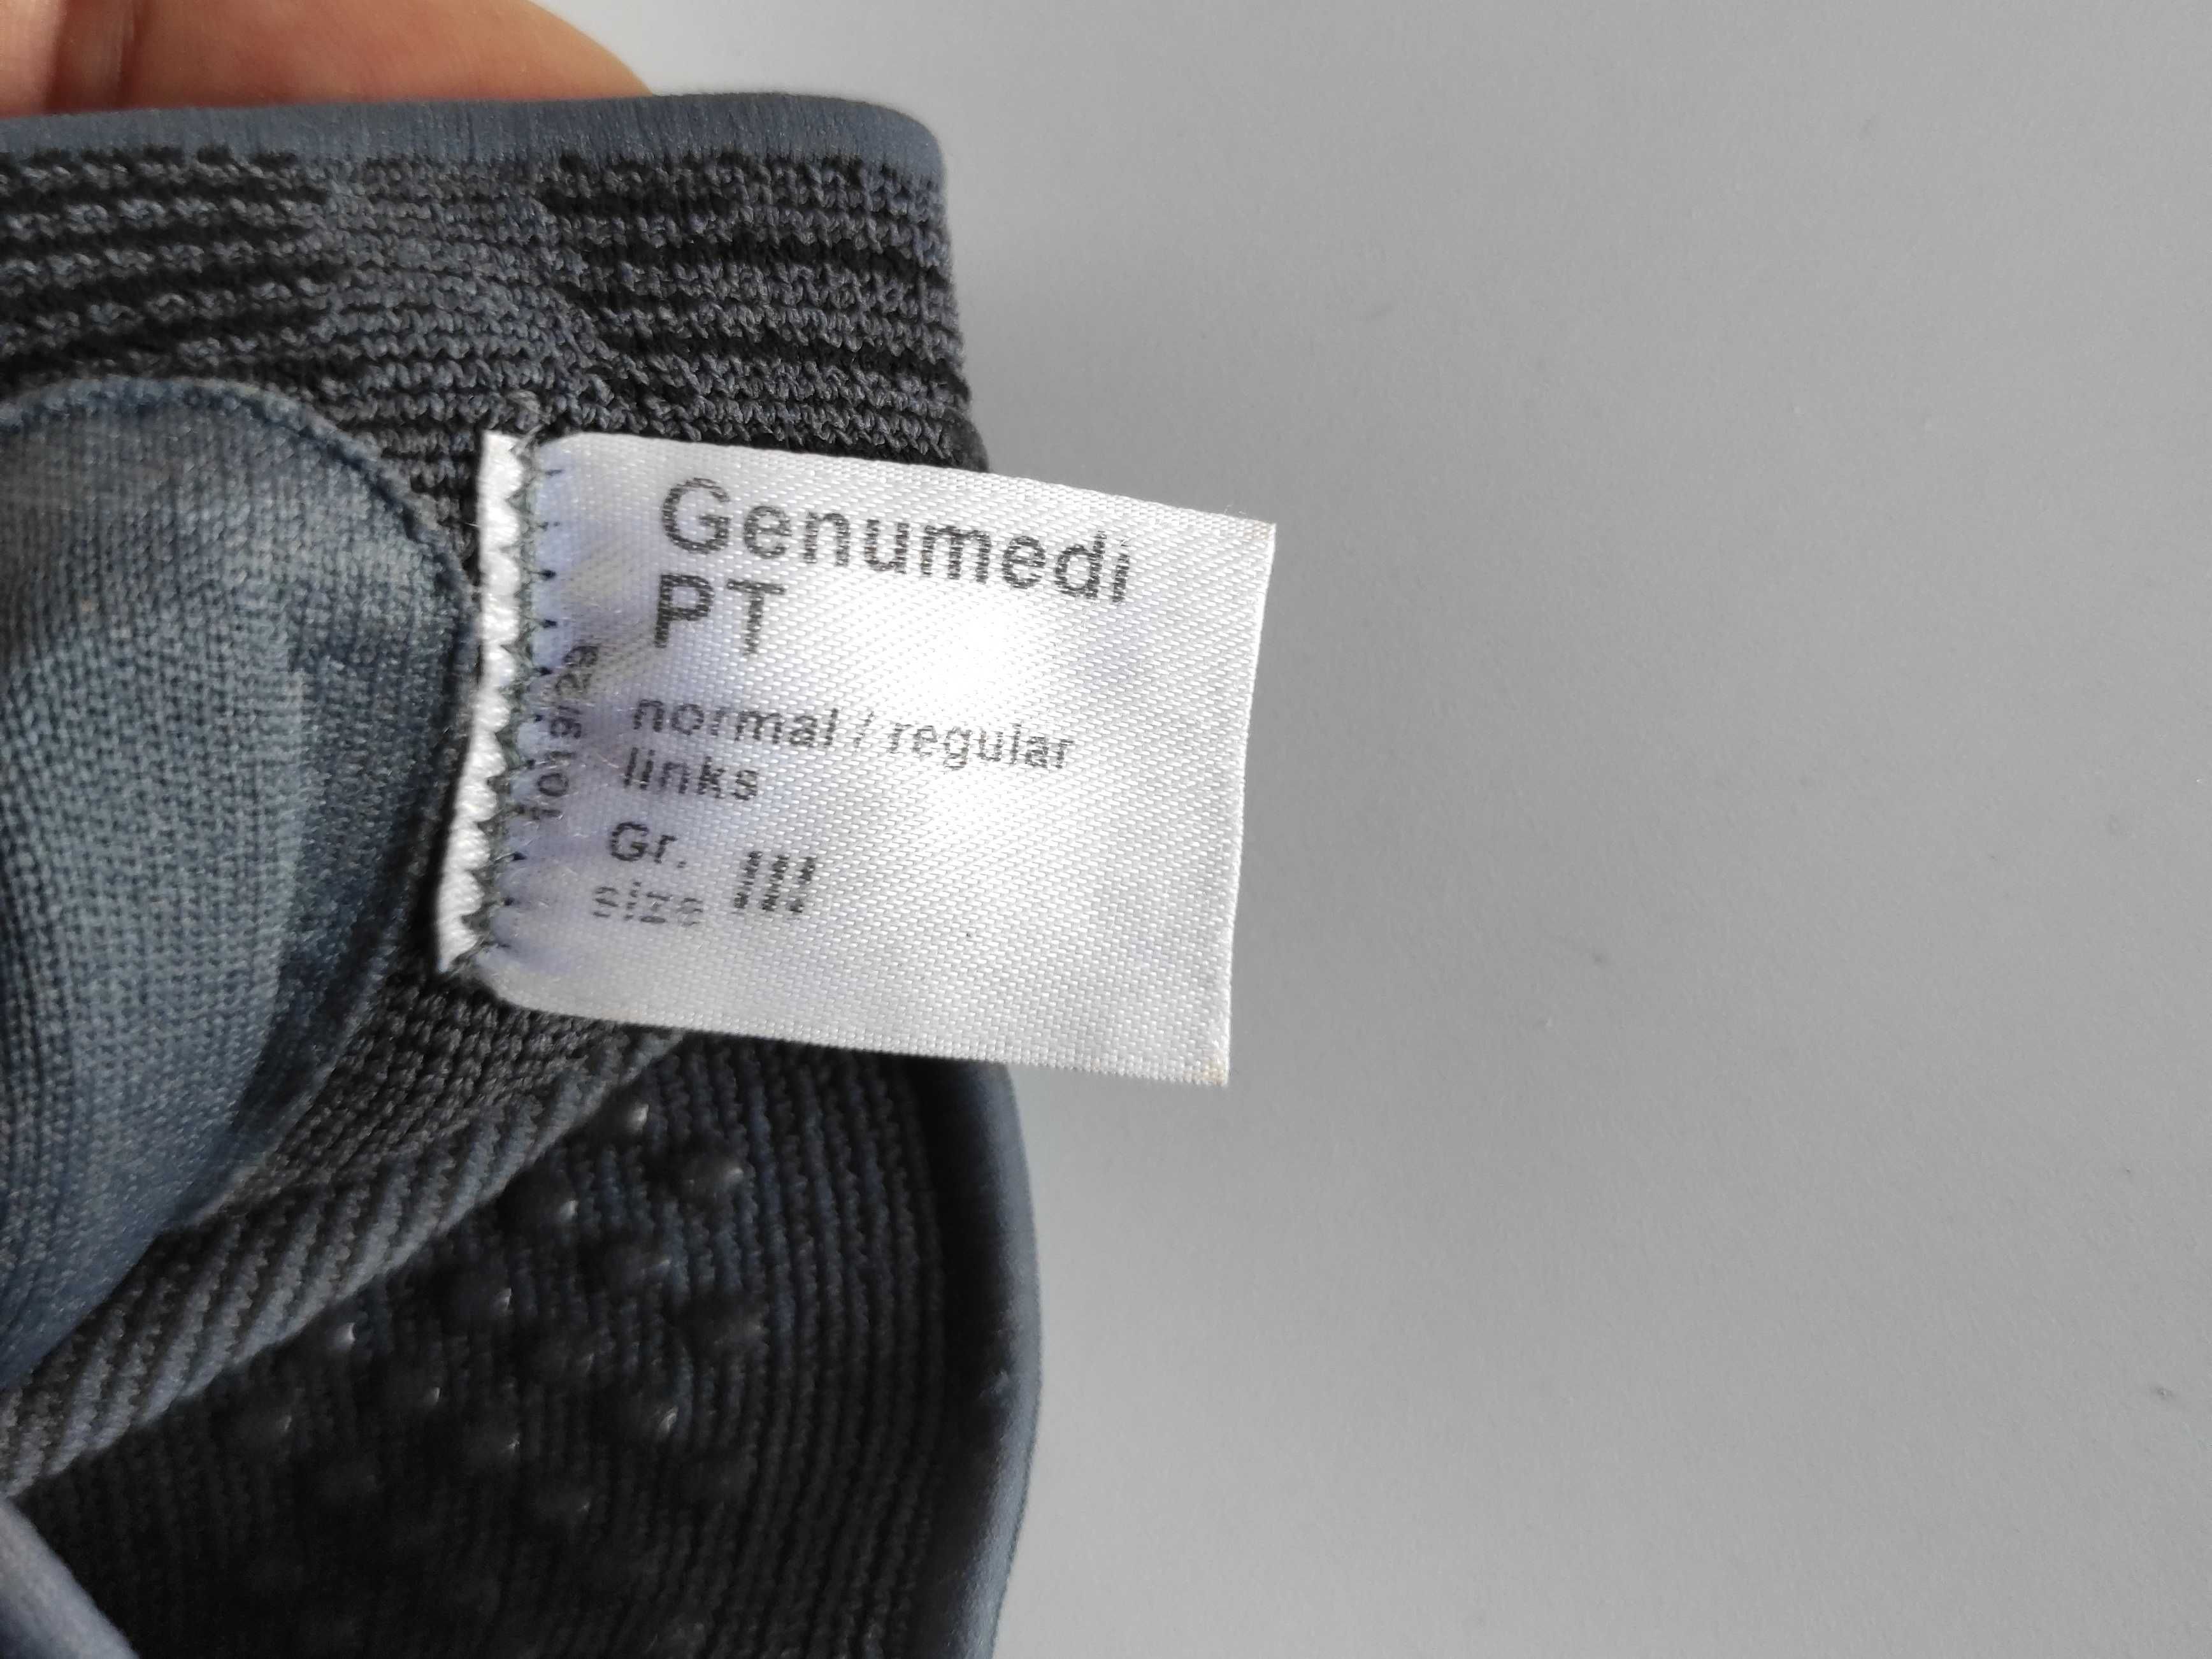 Genumedi
PT
normal / regular
links
Gr.
size III